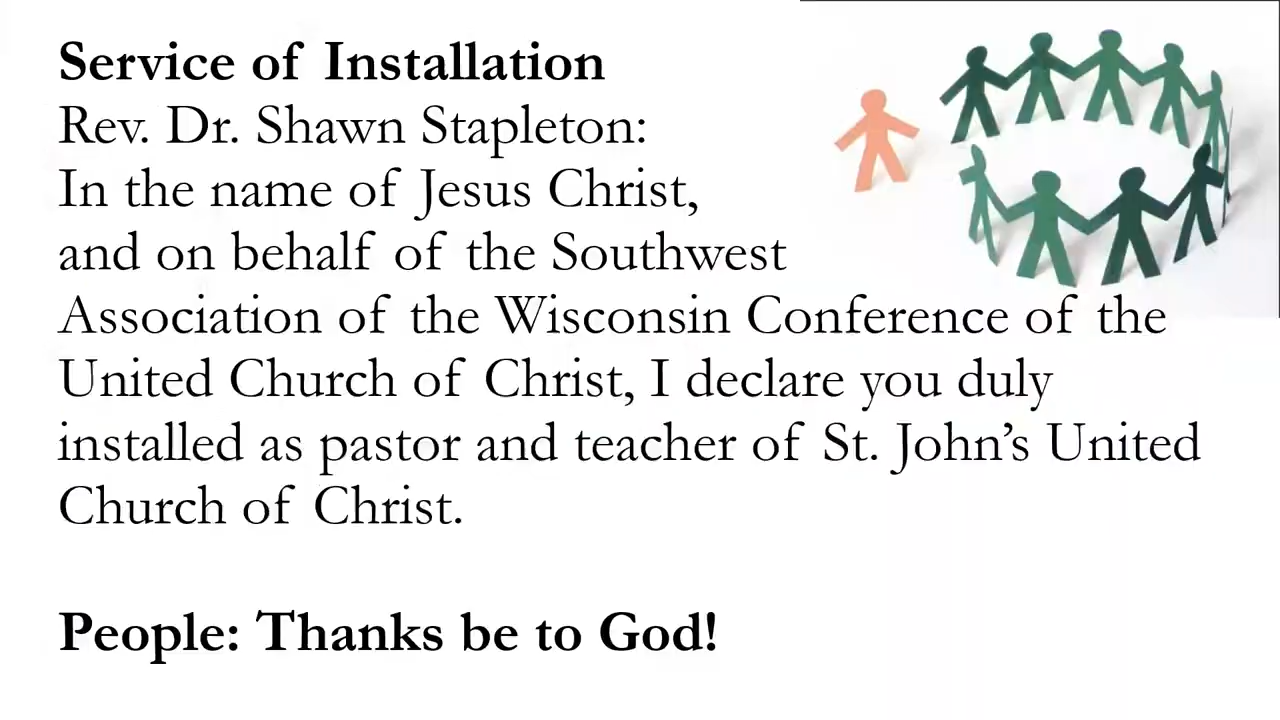 Service of Installation
Rev. Dr. Shawn Stapleton:
In the name of Jesus Christ,
and on behalf of the Southwest
Association of the Wisconsin Conference of the
United Church of Christ, I declare you duly
installed as pastor and teacher of St. John’s United
Church of Christ.
People: Thanks be to God!